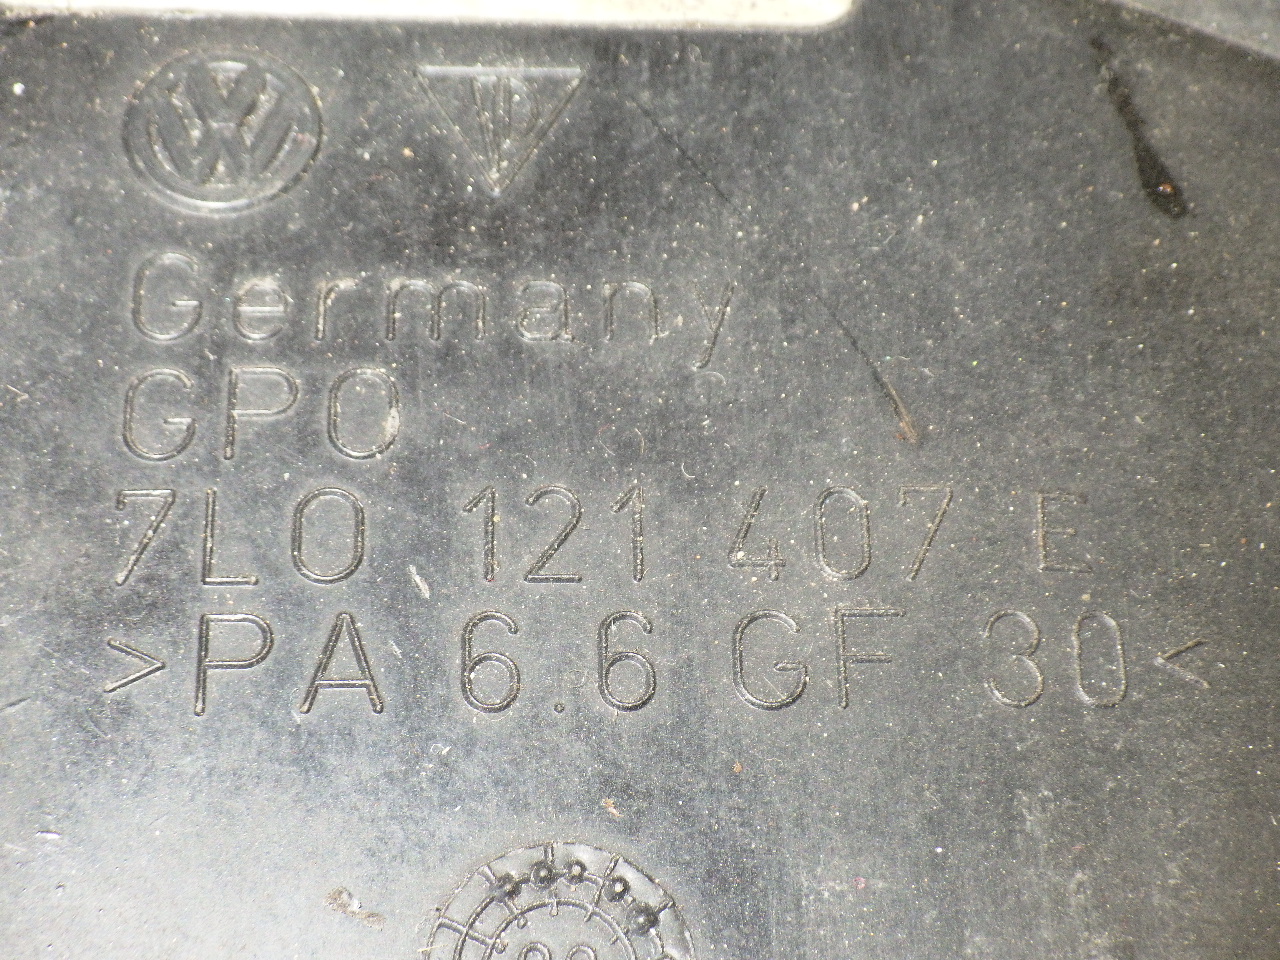 Germany
GPO
7L0 121 407 E
>PA 6.6 GF 30<